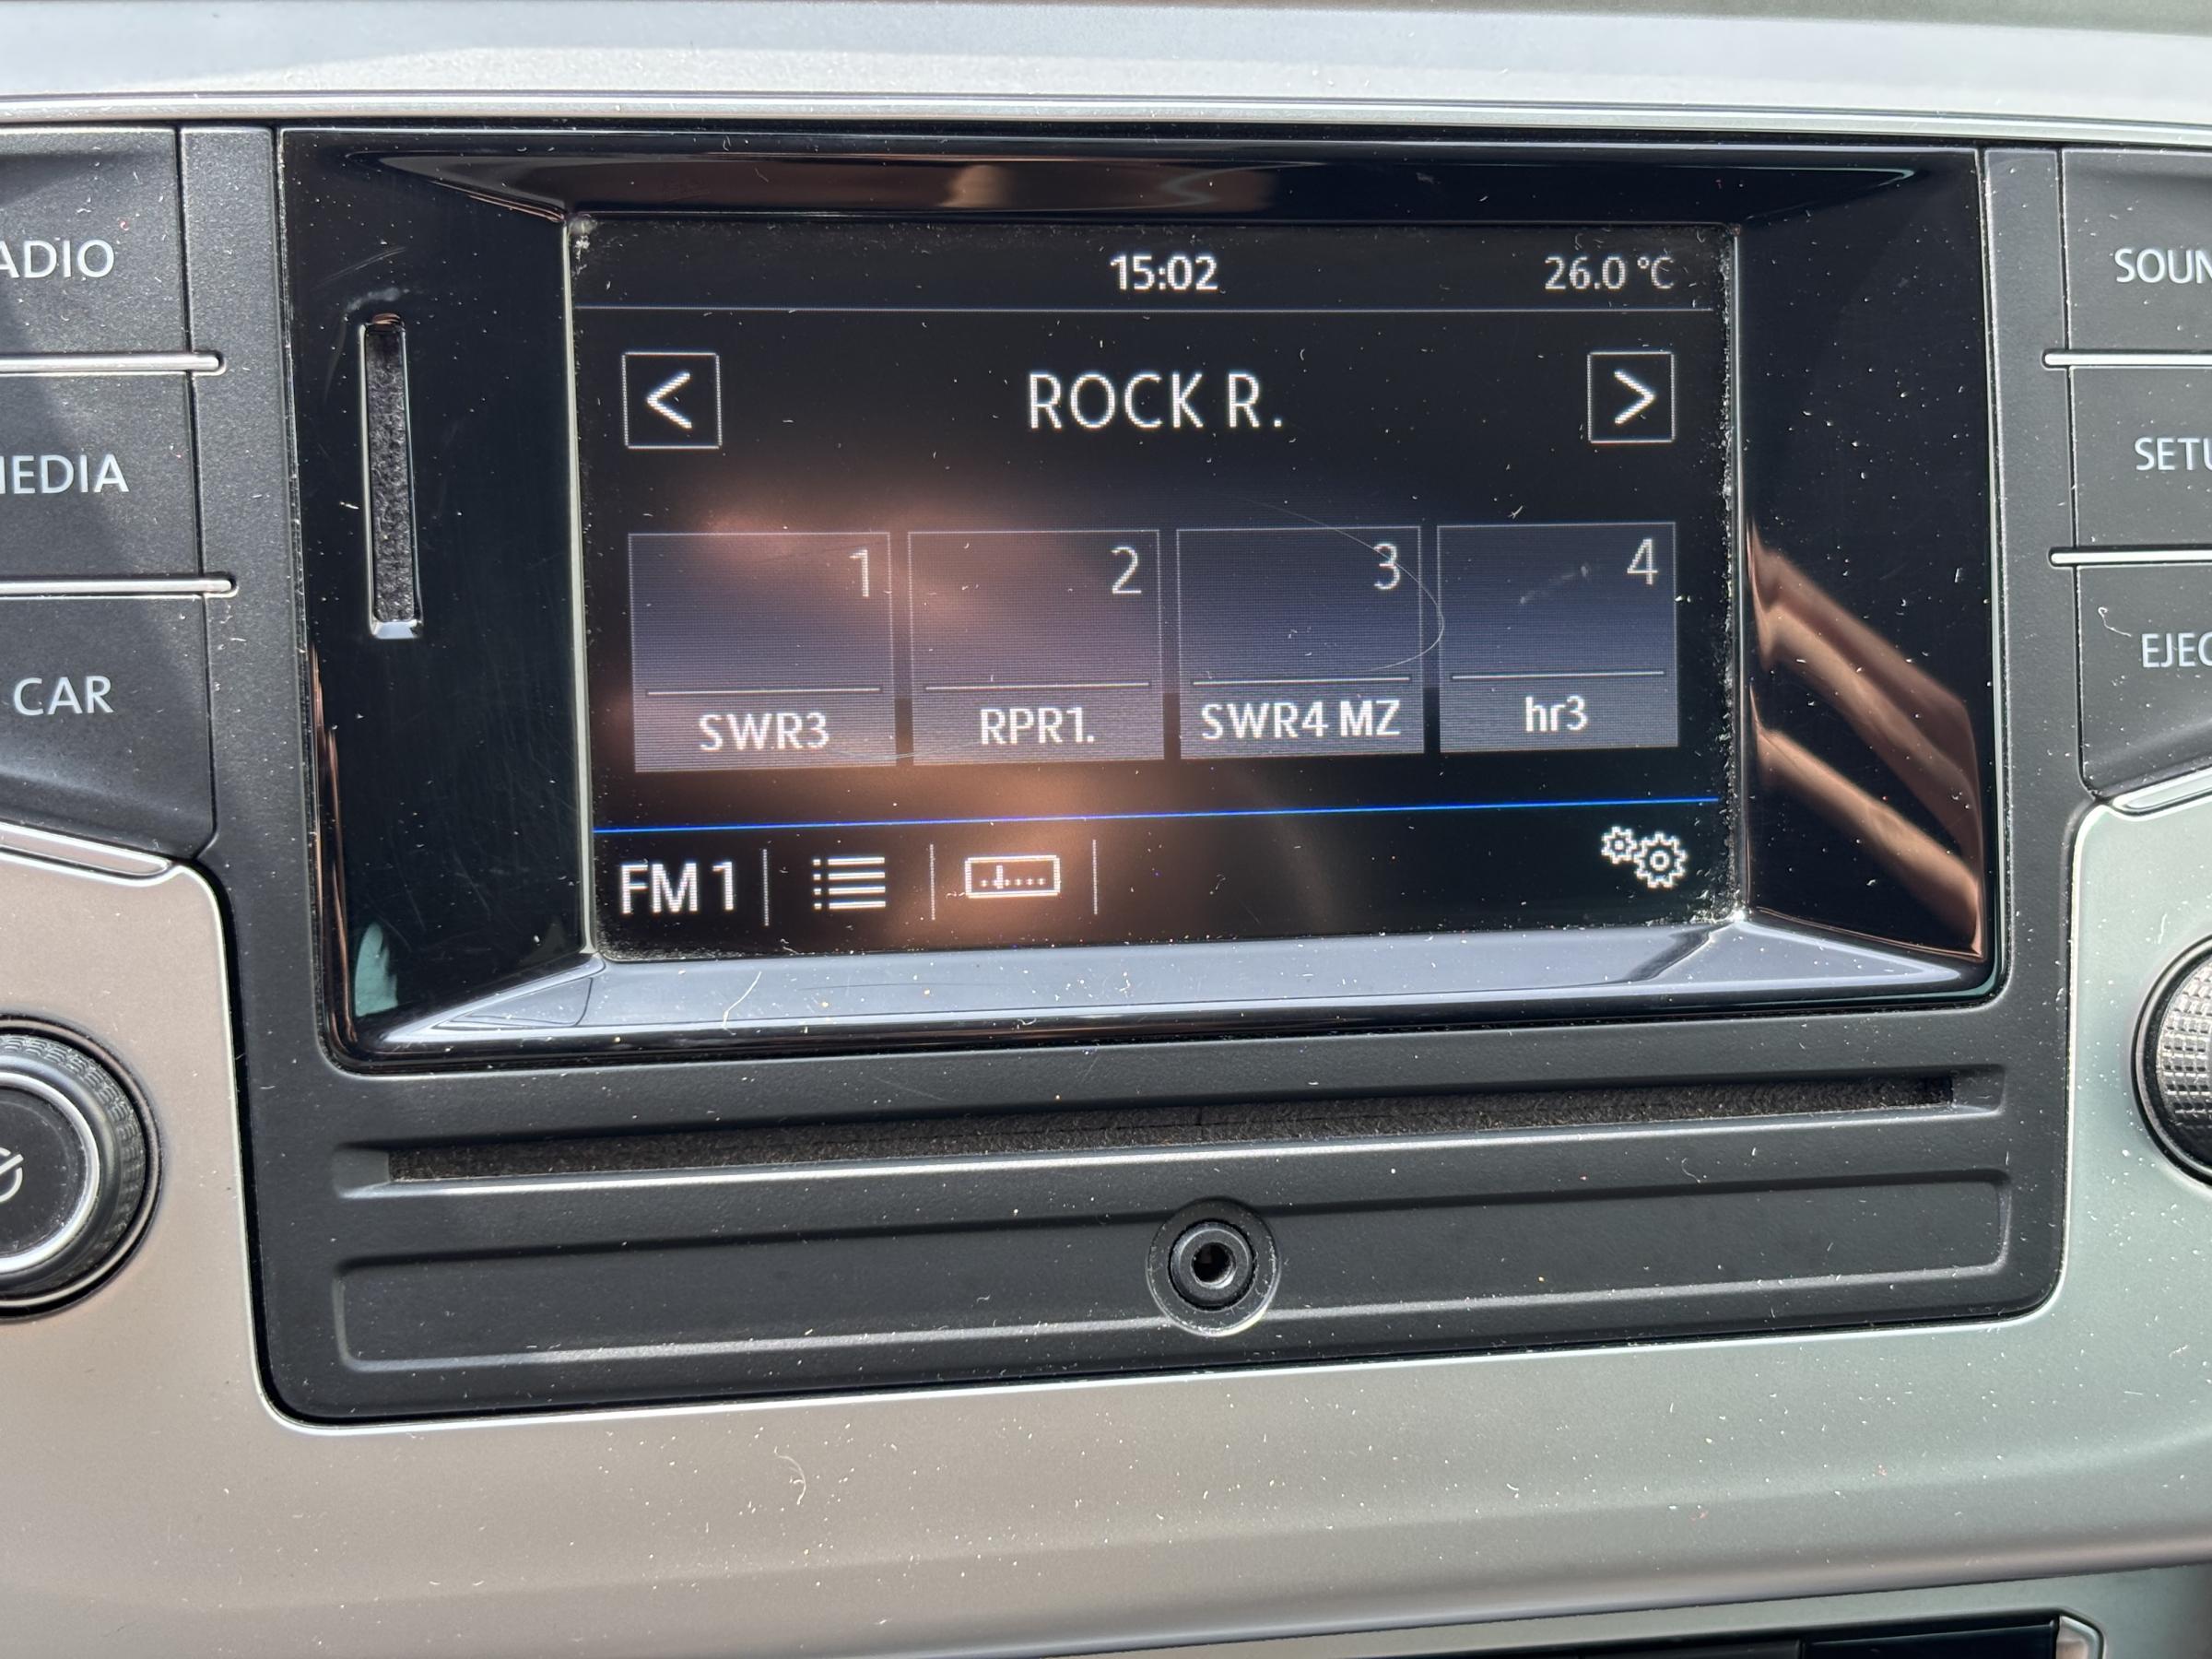 15:02 26.0 °C
< ROCK R. >
1 2 3 4
SWR3 RPR1. SWR4 MZ hr3
FM 1
ADIO
MEDIA
CAR
SOUN
SETU
EJEC